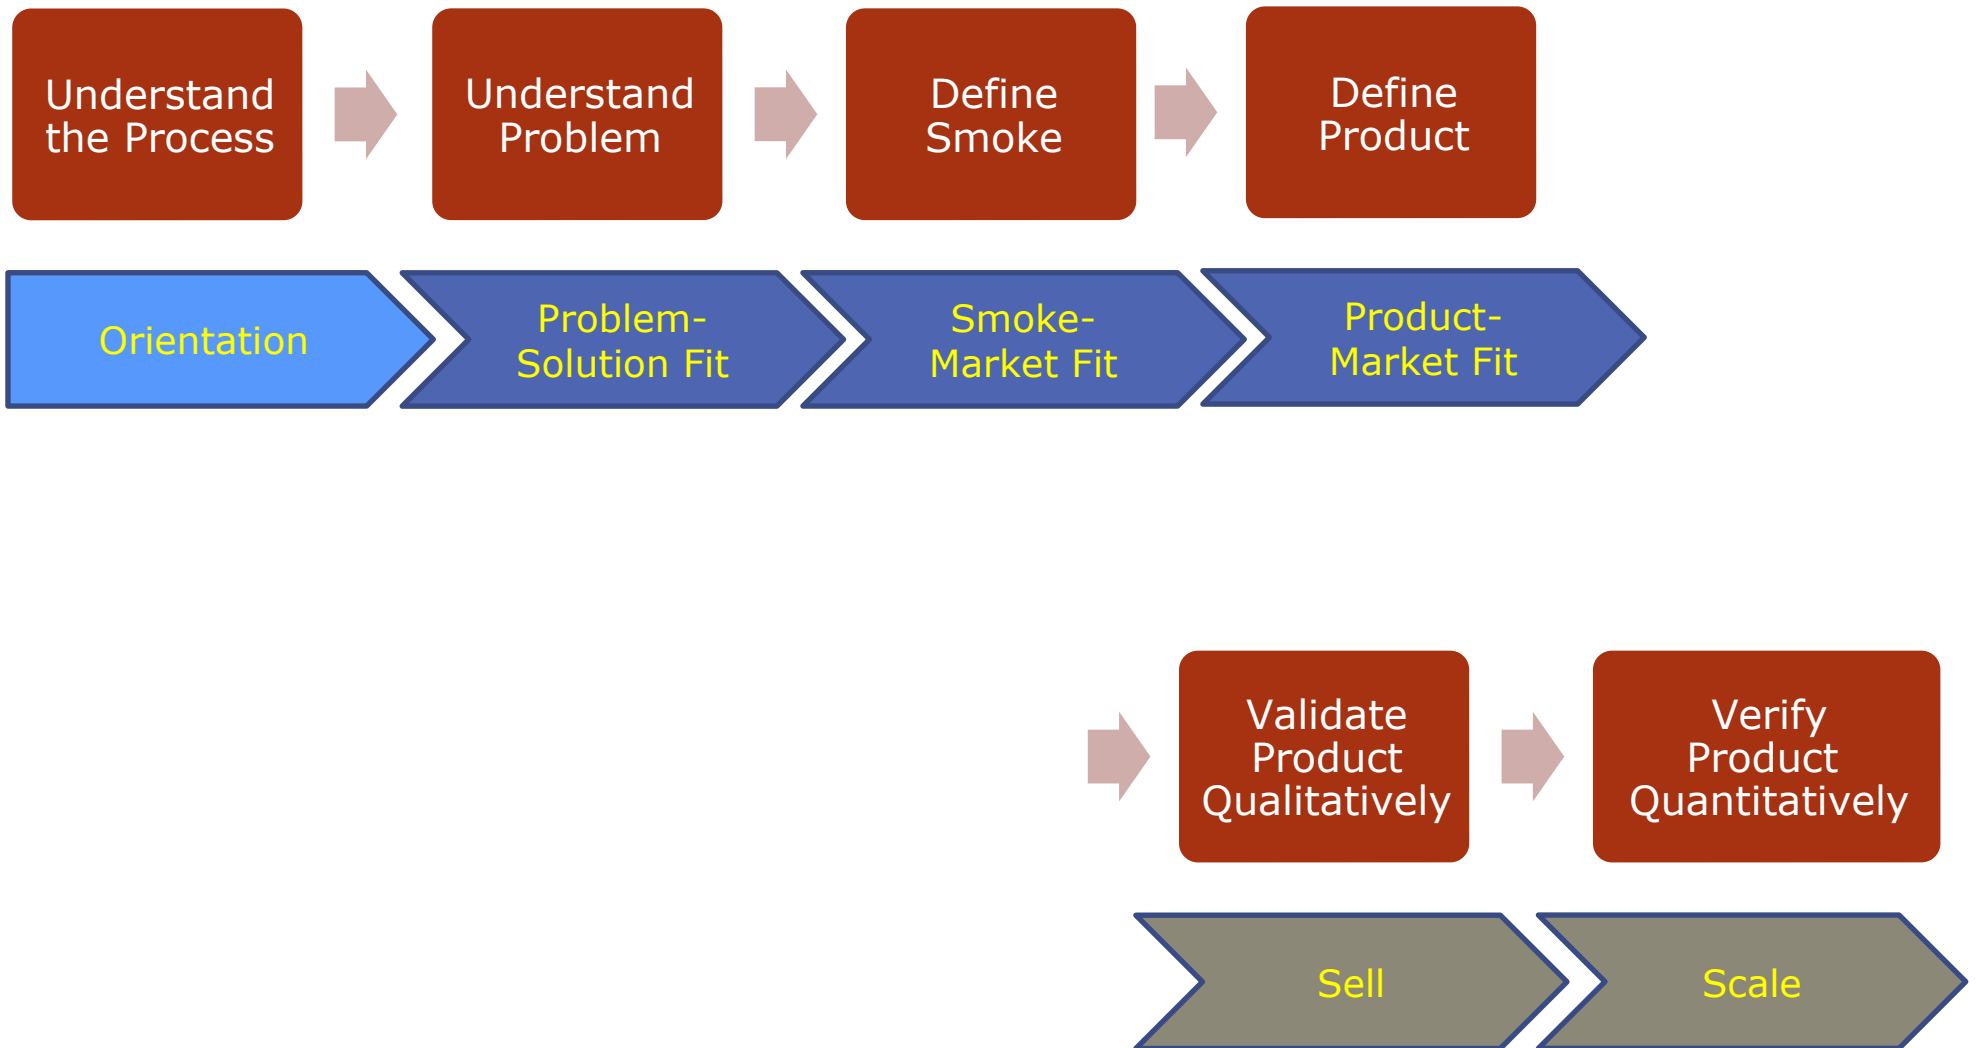 Understand
the Process
Understand
Problem
Define
Smoke
Define
Product
Orientation
Problem-
Solution Fit
Smoke-
Market Fit
Product-
Market Fit
Validate
Product
Qualitatively
Verify
Product
Quantitatively
Sell
Scale